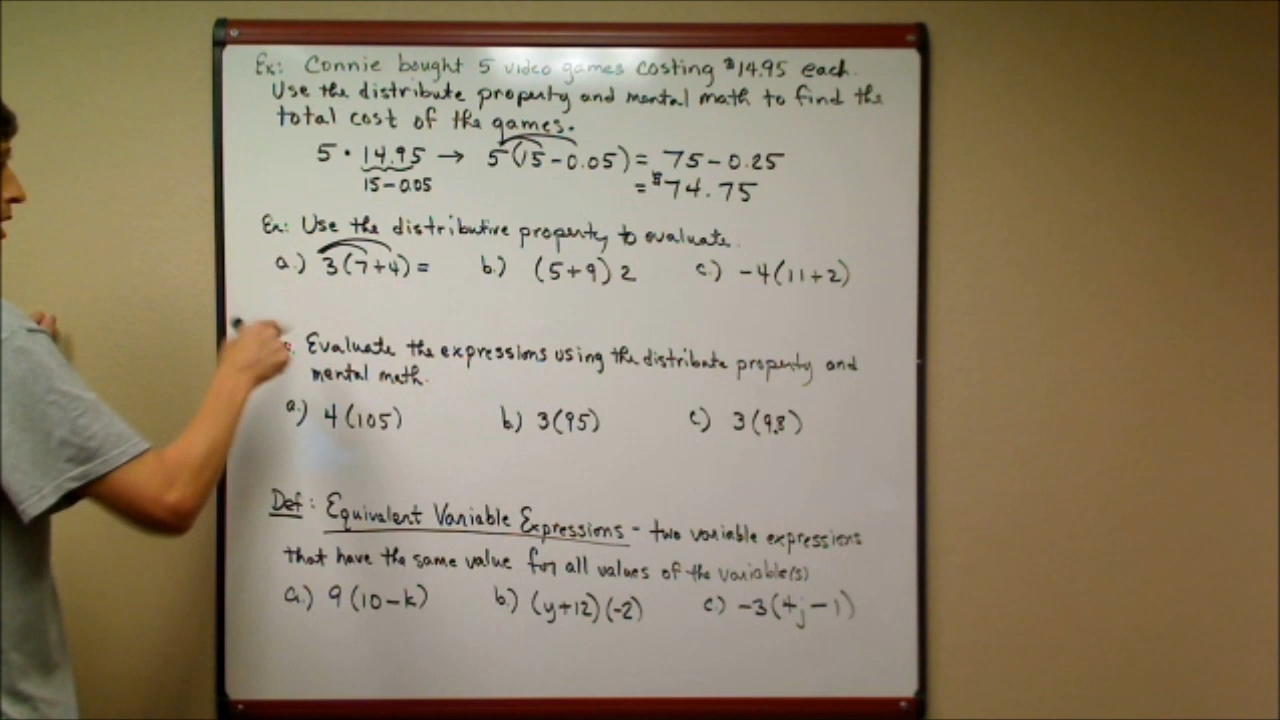 Ex: Connie bought 5 video games costing $14.95 each.
Use the distribute property and mental math to find the
total cost of the games.
5 · 14.95 → 5(15-0.05) = 75-0.25
15-0.05 = $74.75
Ex: Use the distributive property to evaluate.
a.) 3(7+4)= b.) (5+9)2 c.) -4(11+2)
Evaluate the expressions using the distribute property and
mental math.
a.) 4(105) b.) 3(95) c.) 3(9.8)
Def: Equivalent Variable Expressions - two variable expressions
that have the same value for all values of the variable(s)
a.) 9(10-k) b.) (y+12)(-2) c.) -3(4j-1)